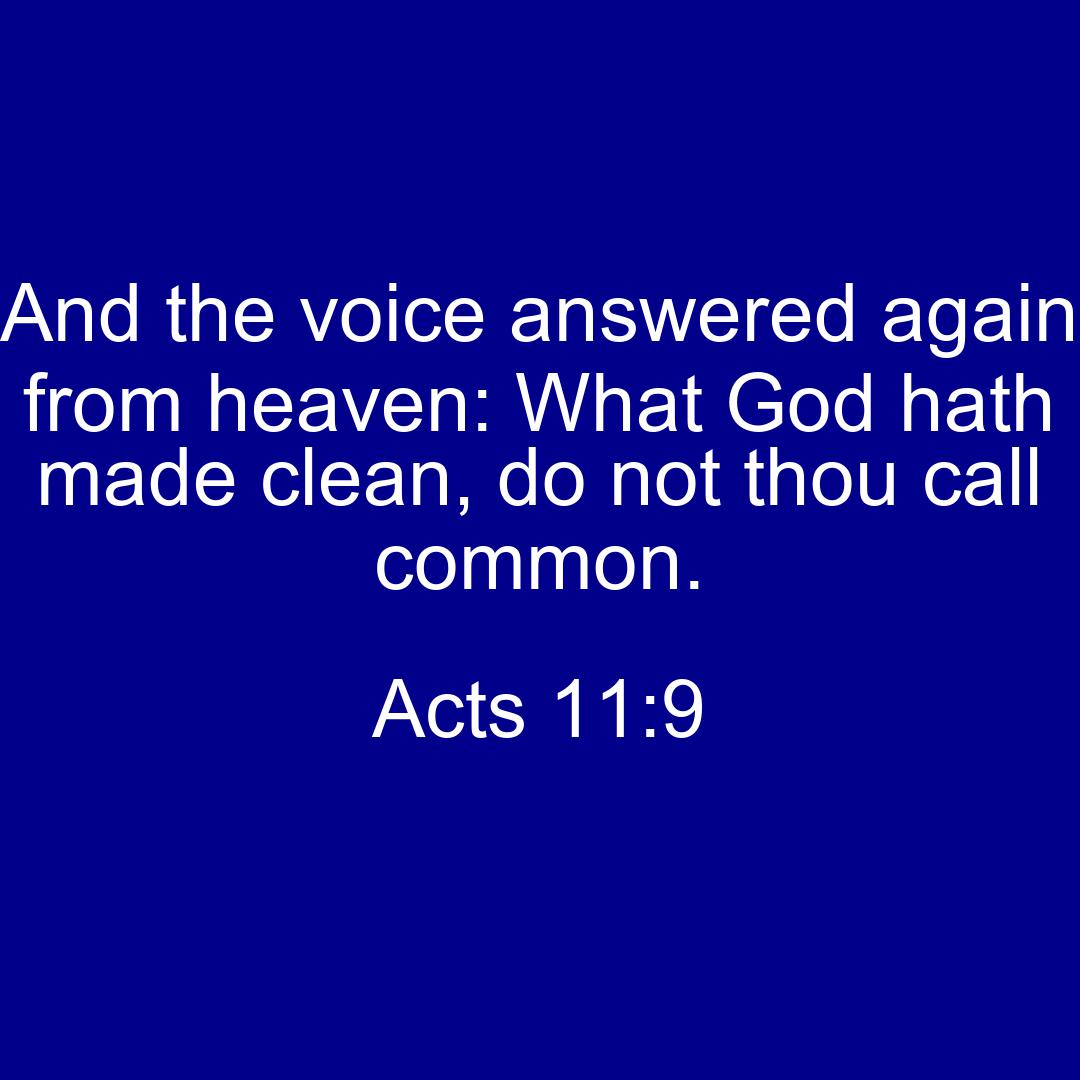 And the voice answered again
from heaven: What God hath
made clean, do not thou call
common.
Acts 11:9